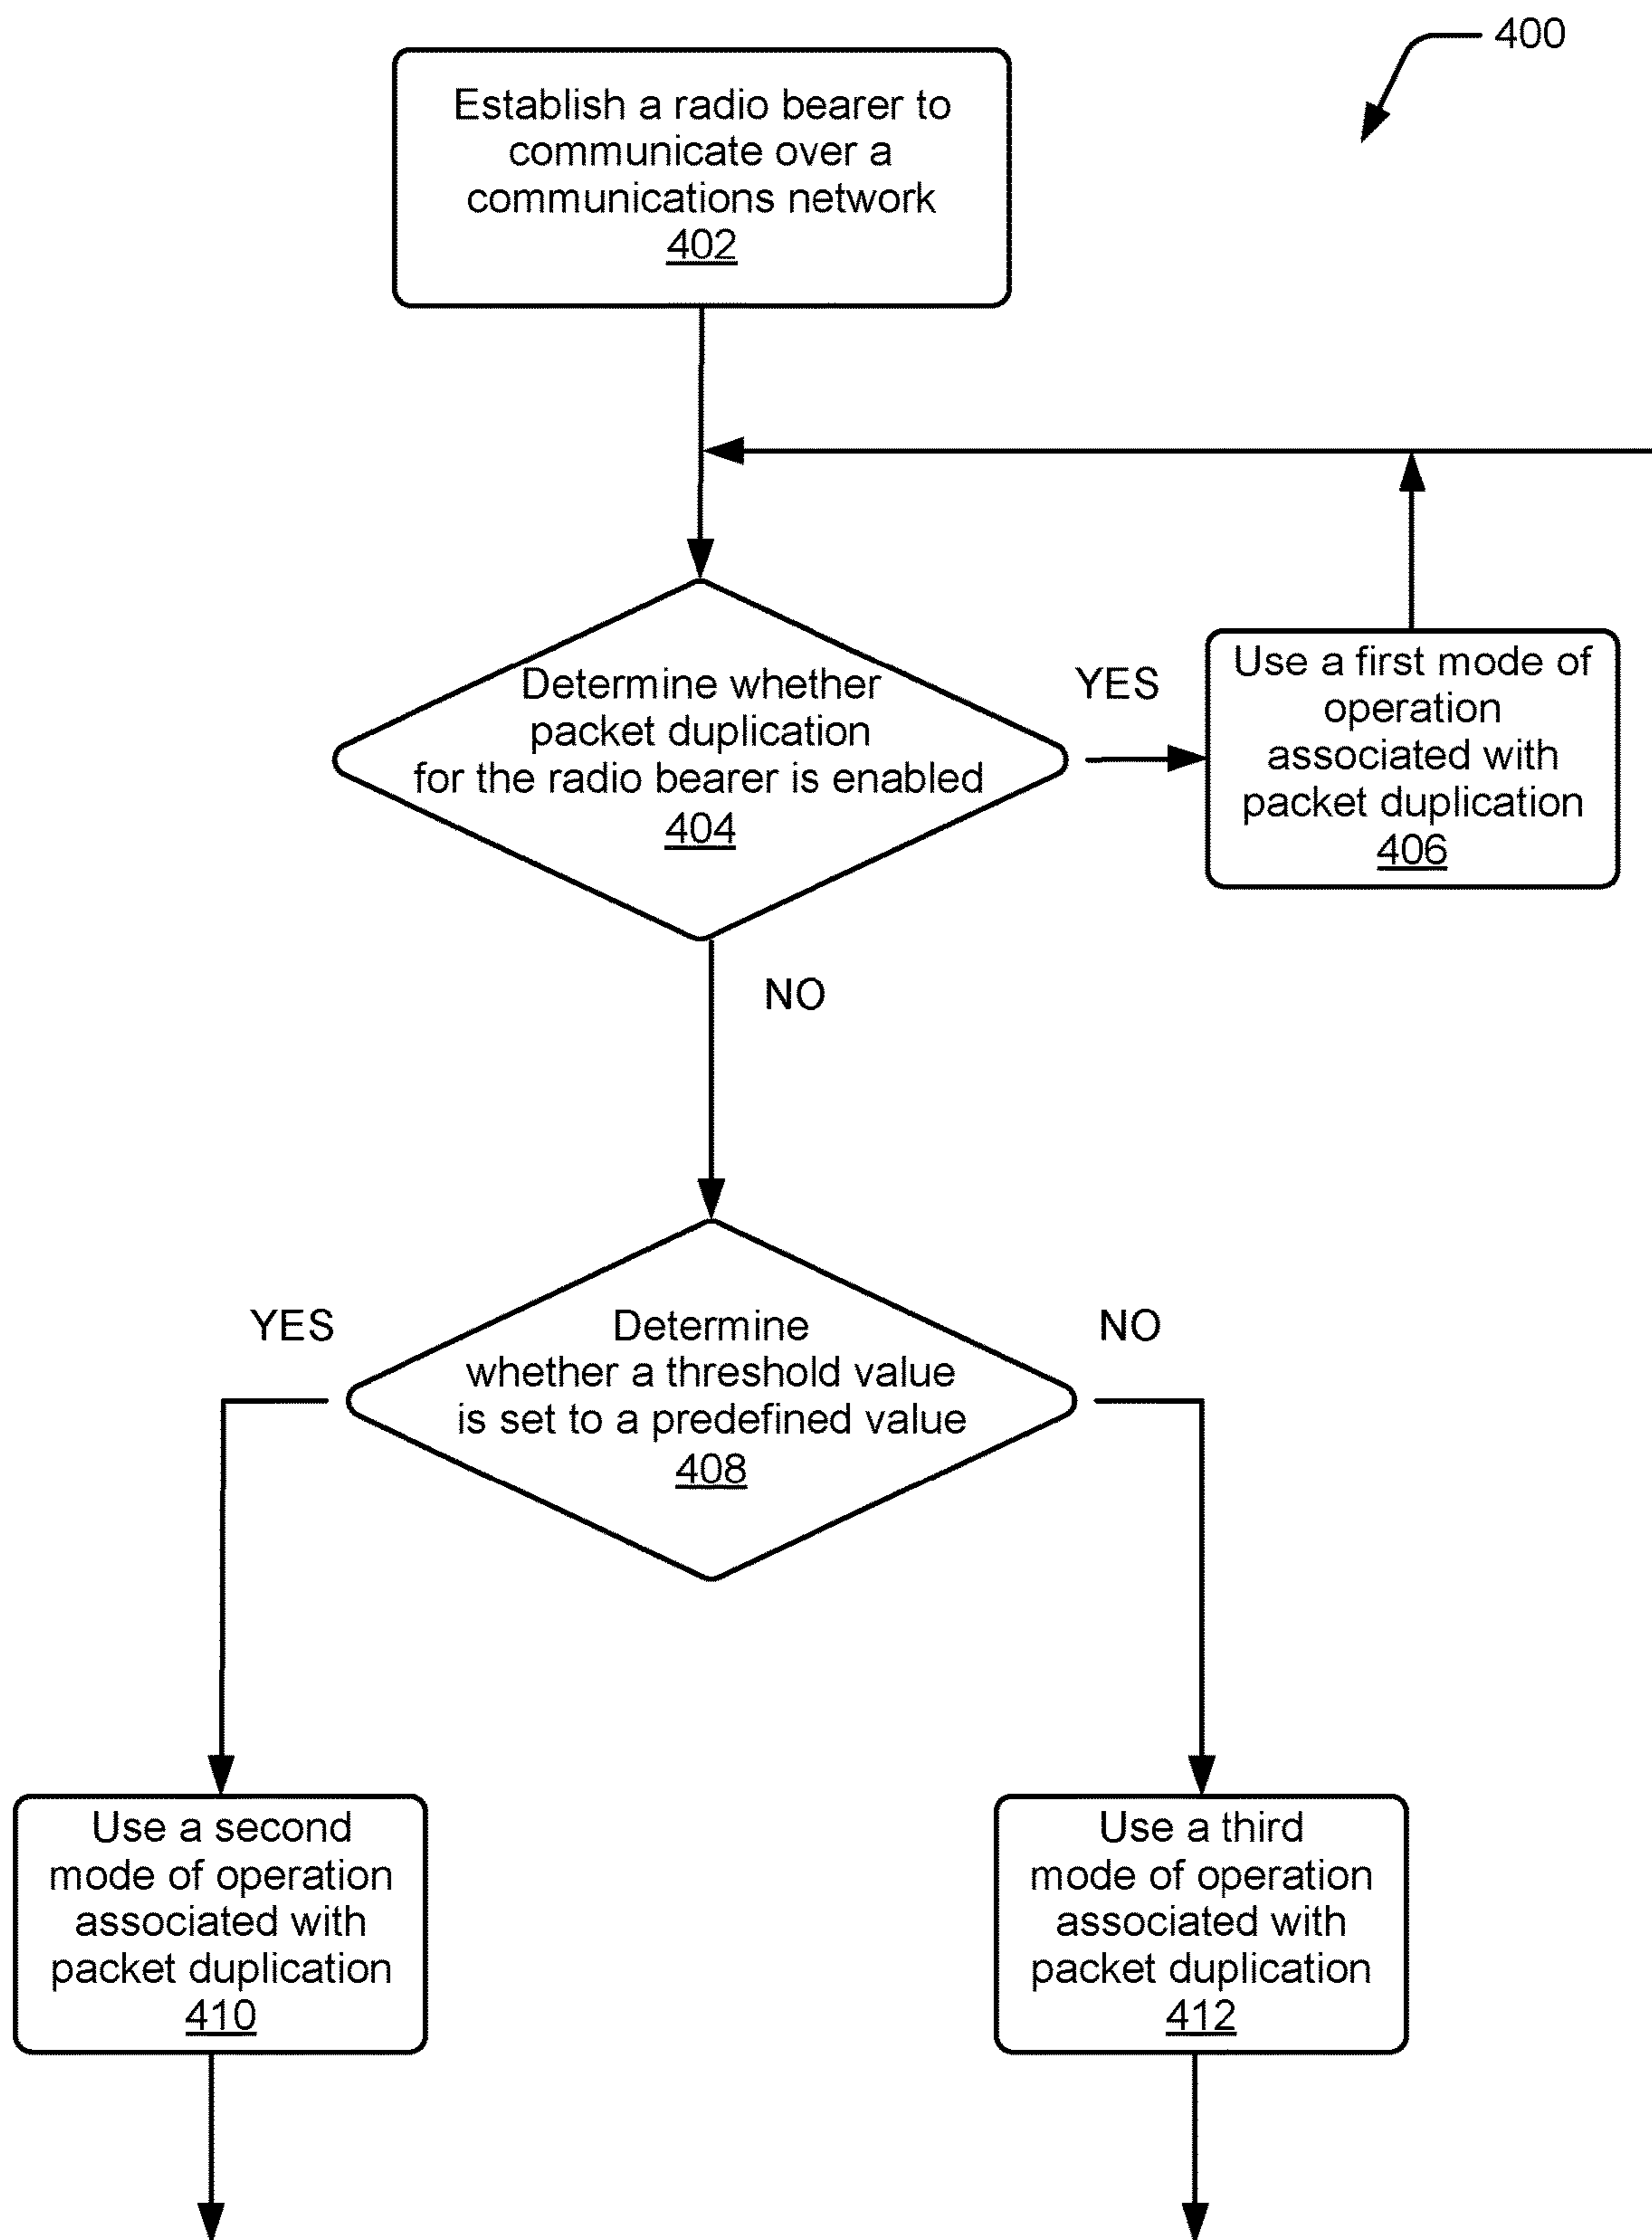 400
Establish a radio bearer to
communicate over a
communications network
402
Determine whether
packet duplication
for the radio bearer is enabled
404
YES
Use a first mode of
operation
associated with
packet duplication
406
NO
YES
Determine
whether a threshold value
is set to a predefined value
408
NO
Use a second
mode of operation
associated with
packet duplication
410
Use a third
mode of operation
associated with
packet duplication
412